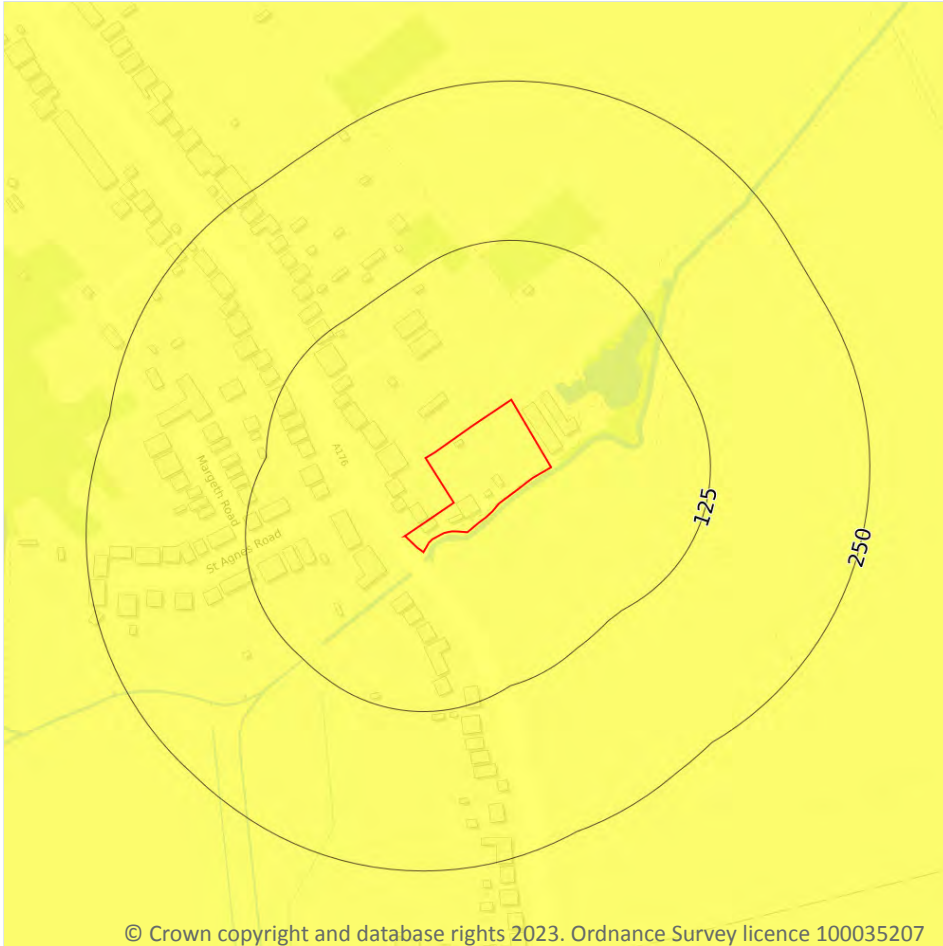 A176
Margeth Road
St Agnes Road
125
250
© Crown copyright and database rights 2023. Ordnance Survey licence 100035207